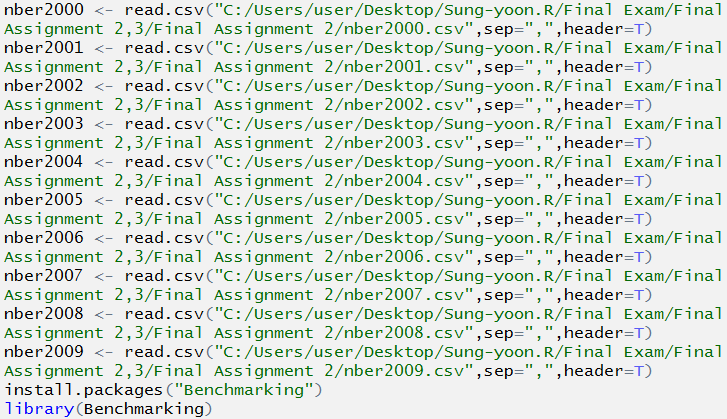 nber2000 <- read.csv("C:/Users/user/Desktop/Sung-yoon.R/Final Exam/Final
Assignment 2,3/Final Assignment 2/nber2000.csv",sep=",",header=T)
nber2001 <- read.csv("C:/Users/user/Desktop/Sung-yoon.R/Final Exam/Final
Assignment 2,3/Final Assignment 2/nber2001.csv",sep=",",header=T)
nber2002 <- read.csv("C:/Users/user/Desktop/Sung-yoon.R/Final Exam/Final
Assignment 2,3/Final Assignment 2/nber2002.csv",sep=",",header=T)
nber2003 <- read.csv("C:/Users/user/Desktop/Sung-yoon.R/Final Exam/Final
Assignment 2,3/Final Assignment 2/nber2003.csv",sep=",",header=T)
nber2004 <- read.csv("C:/Users/user/Desktop/Sung-yoon.R/Final Exam/Final
Assignment 2,3/Final Assignment 2/nber2004.csv",sep=",",header=T)
nber2005 <- read.csv("C:/Users/user/Desktop/Sung-yoon.R/Final Exam/Final
Assignment 2,3/Final Assignment 2/nber2005.csv",sep=",",header=T)
nber2006 <- read.csv("C:/Users/user/Desktop/Sung-yoon.R/Final Exam/Final
Assignment 2,3/Final Assignment 2/nber2006.csv",sep=",",header=T)
nber2007 <- read.csv("C:/Users/user/Desktop/Sung-yoon.R/Final Exam/Final
Assignment 2,3/Final Assignment 2/nber2007.csv",sep=",",header=T)
nber2008 <- read.csv("C:/Users/user/Desktop/Sung-yoon.R/Final Exam/Final
Assignment 2,3/Final Assignment 2/nber2008.csv",sep=",",header=T)
nber2009 <- read.csv("C:/Users/user/Desktop/Sung-yoon.R/Final Exam/Final
Assignment 2,3/Final Assignment 2/nber2009.csv",sep=",",header=T)
install.packages("Benchmarking")
library(Benchmarking)